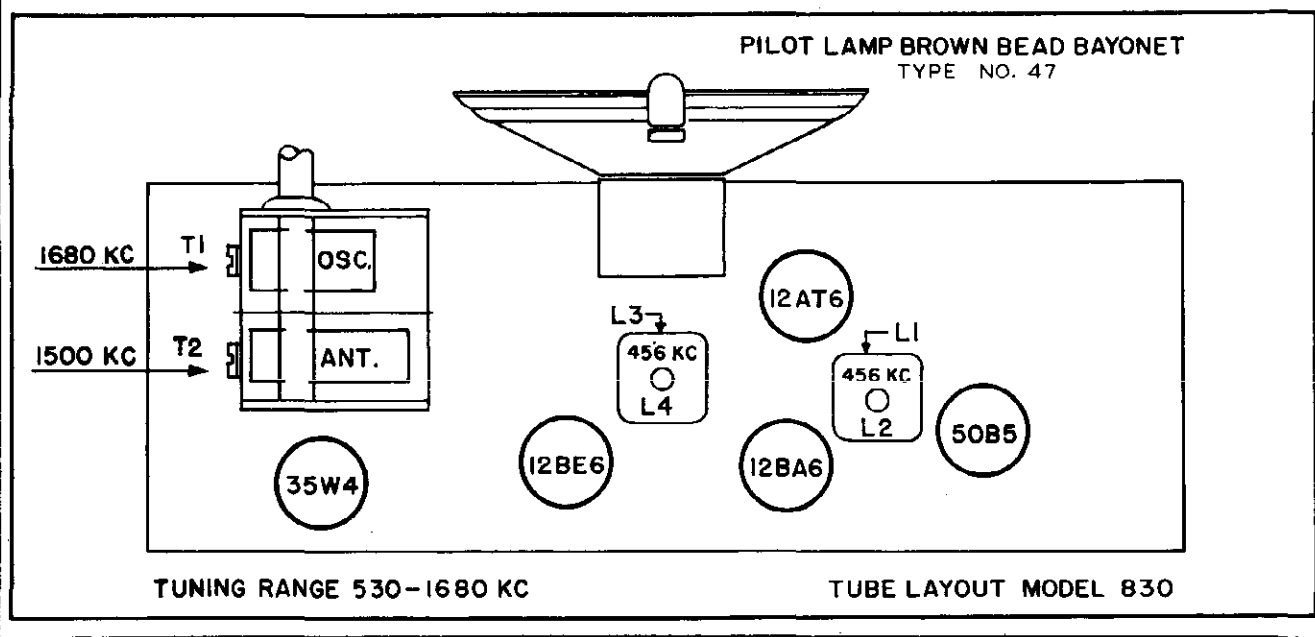 PILOT LAMP BROWN BEAD BAYONET
TYPE NO. 47
1680 KC
T1
OSC.
1500 KC
T2
ANT.
12AT6
L3
456 KC
L4
L1
456 KC
L2
50B5
12BE6
12BA6
35W4
TUNING RANGE 530-1680 KC
TUBE LAYOUT MODEL 830